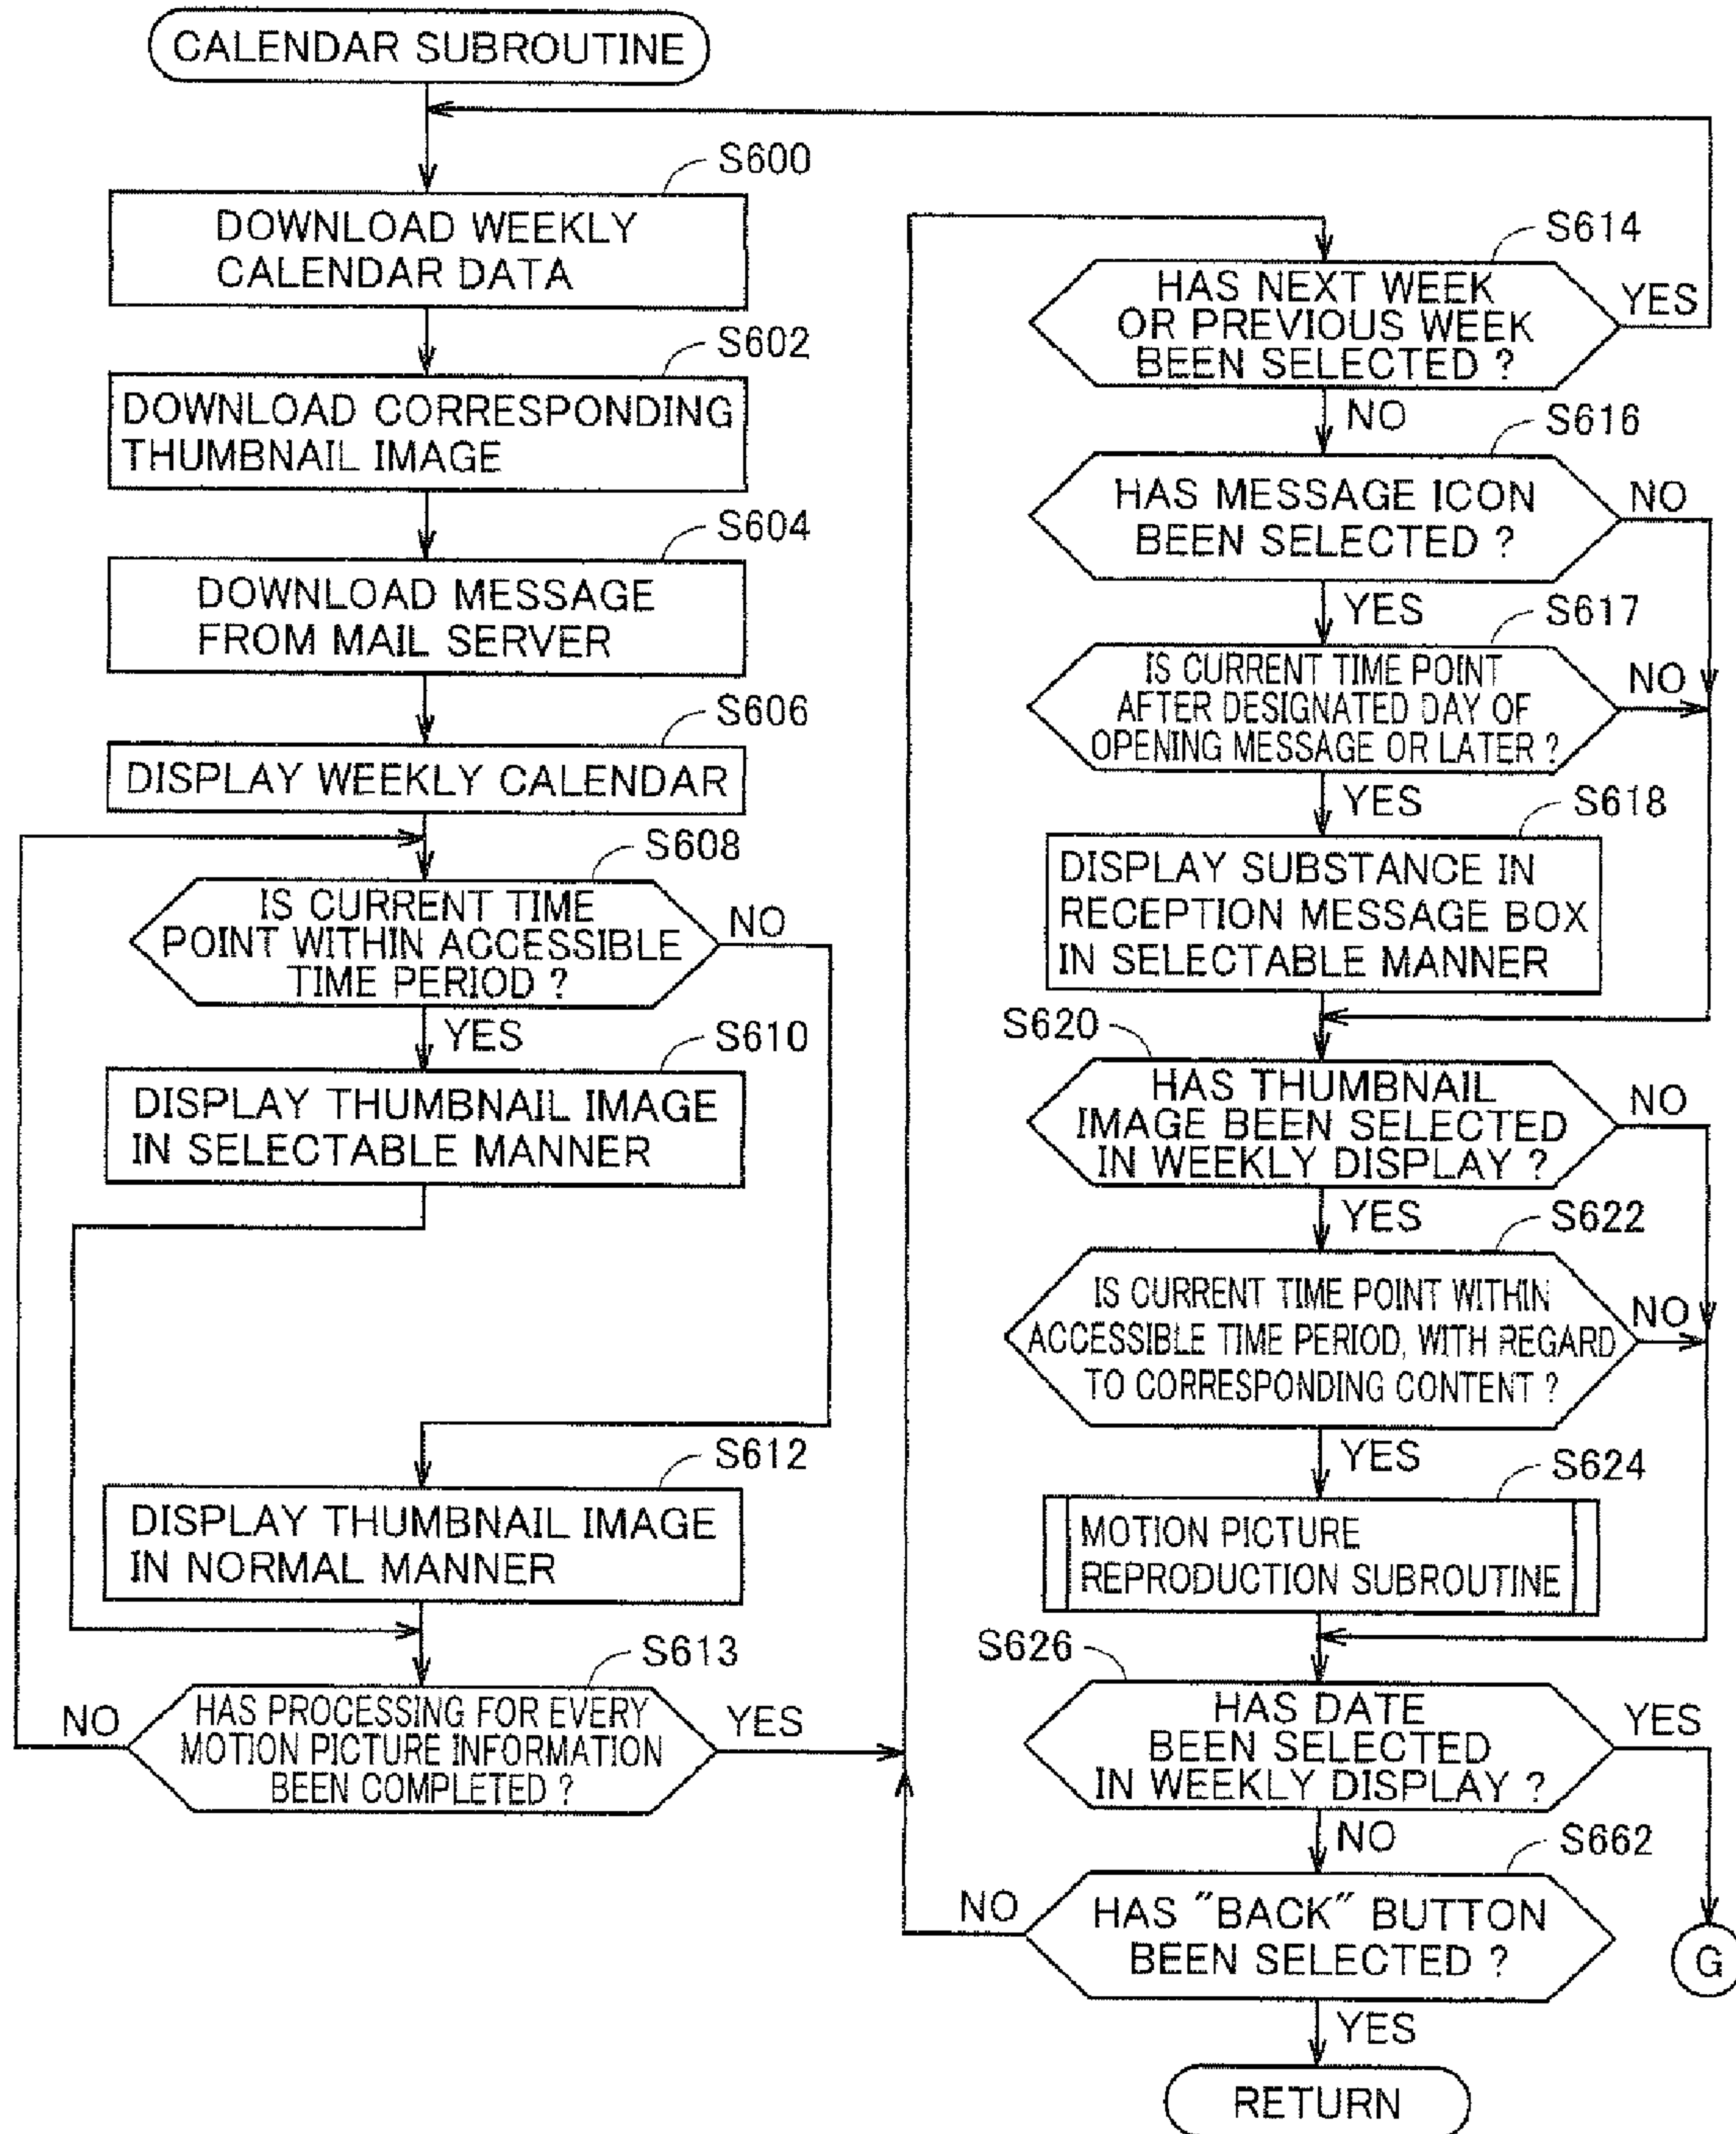 CALENDAR SUBROUTINE
S600
DOWNLOAD WEEKLY
CALENDAR DATA
S602
DOWNLOAD CORRESPONDING
THUMBNAIL IMAGE
S604
DOWNLOAD MESSAGE
FROM MAIL SERVER
S606
DISPLAY WEEKLY CALENDAR
S608
IS CURRENT TIME
POINT WITHIN ACCESSIBLE
TIME PERIOD ?
NO
YES
S610
DISPLAY THUMBNAIL IMAGE
IN SELECTABLE MANNER
S612
DISPLAY THUMBNAIL IMAGE
IN NORMAL MANNER
S613
HAS PROCESSING FOR EVERY
MOTION PICTURE INFORMATION
BEEN COMPLETED ?
NO
YES
S614
HAS NEXT WEEK
OR PREVIOUS WEEK
BEEN SELECTED ?
YES
NO
S616
HAS MESSAGE ICON
BEEN SELECTED ?
NO
YES
S617
IS CURRENT TIME POINT
AFTER DESIGNATED DAY OF
OPENING MESSAGE OR LATER ?
NO
YES
S618
DISPLAY SUBSTANCE IN
RECEPTION MESSAGE BOX
IN SELECTABLE MANNER
S620
HAS THUMBNAIL
IMAGE BEEN SELECTED
IN WEEKLY DISPLAY ?
NO
YES
S622
IS CURRENT TIME POINT WITHIN
ACCESSIBLE TIME PERIOD, WITH REGARD
TO CORRESPONDING CONTENT ?
NO
YES
S624
MOTION PICTURE
REPRODUCTION SUBROUTINE
S626
HAS DATE
BEEN SELECTED
IN WEEKLY DISPLAY ?
YES
NO
S662
HAS "BACK" BUTTON
BEEN SELECTED ?
NO
YES
G
RETURN